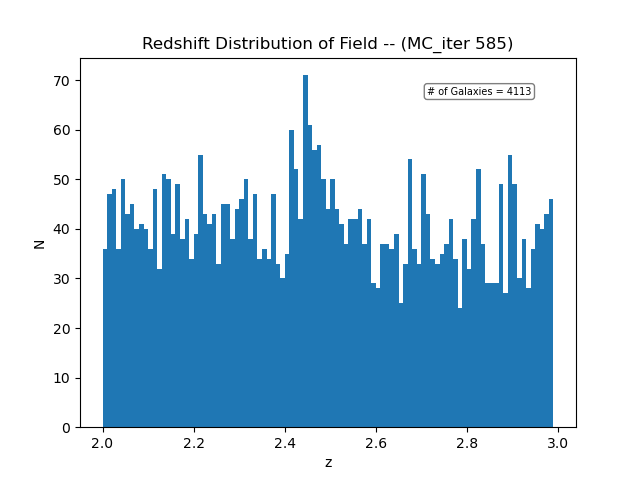 Redshift Distribution of Field -- (MC_iter 585)
# of Galaxies = 4113
70
60
50
40
30
20
10
0
N
2.0 2.2 2.4 2.6 2.8 3.0
z